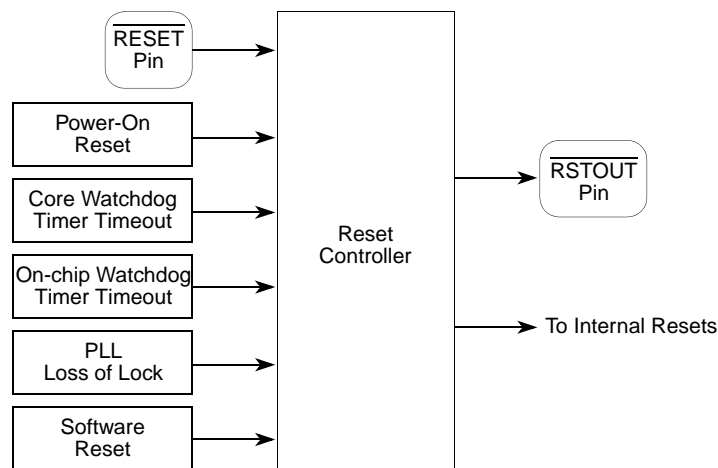 RESET
Pin
Power-On
Reset
Core Watchdog
Timer Timeout
On-chip Watchdog
Timer Timeout
PLL
Loss of Lock
Software
Reset
Reset
Controller
RSTOUT
Pin
To Internal Resets